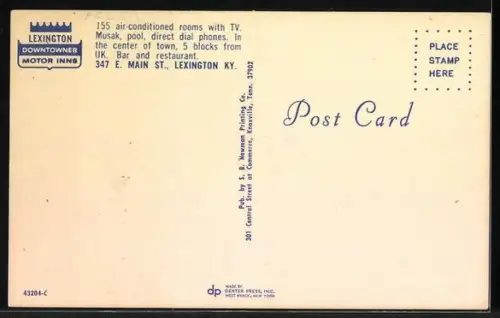 LEXINGTON
DOWNTOWNER
MOTOR INNS
155 air-conditioned rooms with TV,
Musak, pool, direct dial phones. In
the center of town, 5 blocks from
UK. Bar and restaurant.
347 E. MAIN ST., LEXINGTON KY.
PLACE
STAMP
HERE
Post Card
Pub. by S. B. Newman Printing Co.
301 Central Street at Commerce, Knoxville, Tenn. 37902
43204-C
dp
MADE BY
DEXTER PRESS, INC.
WEST NYACK, NEW YORK